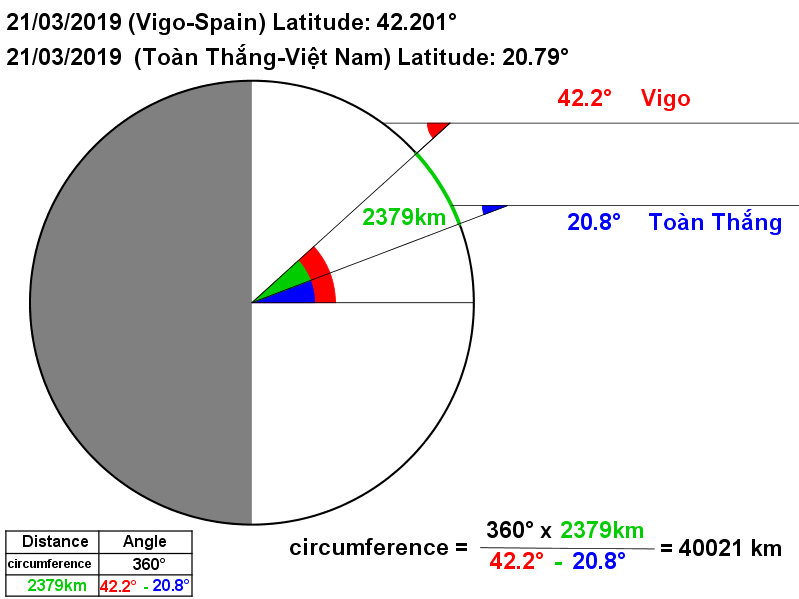 21/03/2019 (Vigo-Spain) Latitude: 42.201°
21/03/2019 (Toàn Thắng-Việt Nam) Latitude: 20.79°
42.2° Vigo
2379km
20.8° Toàn Thắng
Distance Angle
circumference 360°
2379km 42.2° - 20.8°
circumference = 360° x 2379km
42.2° - 20.8° = 40021 km